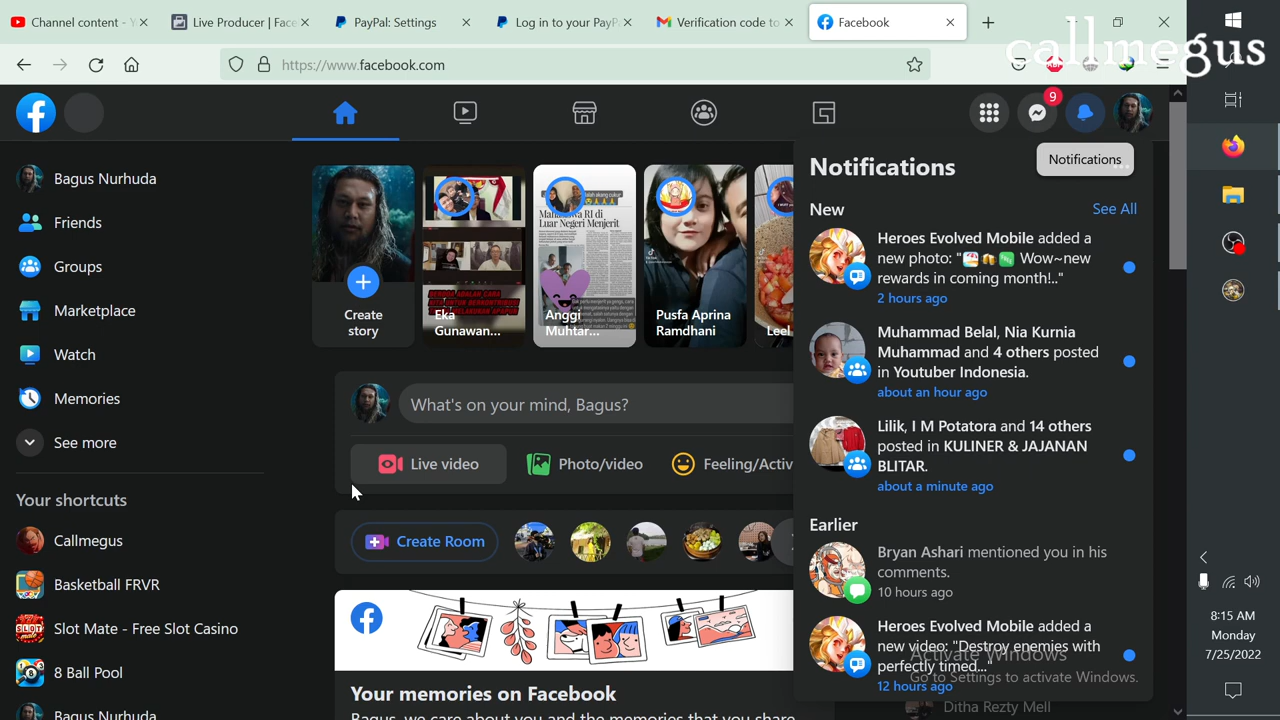 Channel content - Y
Live Producer | Face
PayPal: Settings
Log in to your PayP
Verification code to
Facebook
callmegus
https://www.facebook.com
9
Bagus Nurhuda
Friends
Groups
Marketplace
Watch
Memories
See more
Your shortcuts
Callmegus
Basketball FRVR
Slot Mate - Free Slot Casino
8 Ball Pool
Bagus Nurhuda
Create
story
Eka
Gunawan...
Mahasiswa RI di
Luar Negeri Menjerit
Anggi
Muhtar...
Pusfa Aprina
Ramdhani
Leel
What's on your mind, Bagus?
Live video
Photo/video
Feeling/Activ
Create Room
Your memories on Facebook
Bagus, we care about you and the memories that you share
Notifications
Notifications
New
See All
Heroes Evolved Mobile added a
new photo: " Wow~new
rewards in coming month!.."
2 hours ago
Muhammad Belal, Nia Kurnia
Muhammad and 4 others posted
in Youtuber Indonesia.
about an hour ago
Lilik, I M Potatora and 14 others
posted in KULINER & JAJANAN
BLITAR.
about a minute ago
Earlier
Bryan Ashari mentioned you in his
comments.
10 hours ago
Heroes Evolved Mobile added a
new video: "Destroy enemies with
perfectly timed..."
12 hours ago
Activate Windows
Go to Settings to activate Windows.
Ditha Rezty Mell
8:15 AM
Monday
7/25/2022